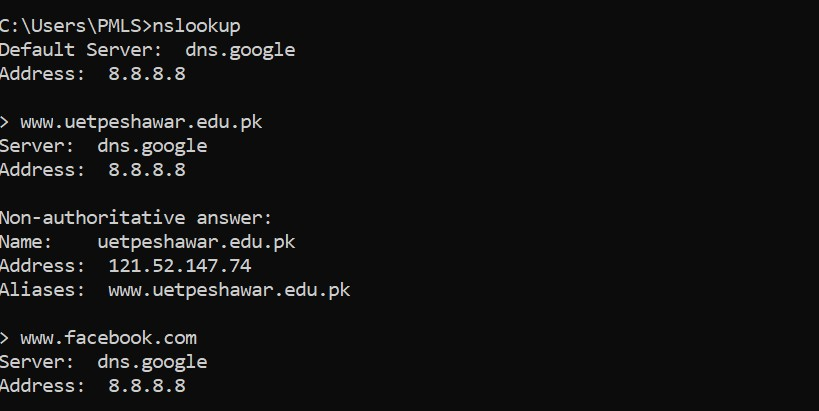 C:\Users\PMLS>nslookup
Default Server:  dns.google
Address:  8.8.8.8

> www.uetpeshawar.edu.pk
Server:  dns.google
Address:  8.8.8.8

Non-authoritative answer:
Name:    uetpeshawar.edu.pk
Address:  121.52.147.74
Aliases:  www.uetpeshawar.edu.pk

> www.facebook.com
Server:  dns.google
Address:  8.8.8.8